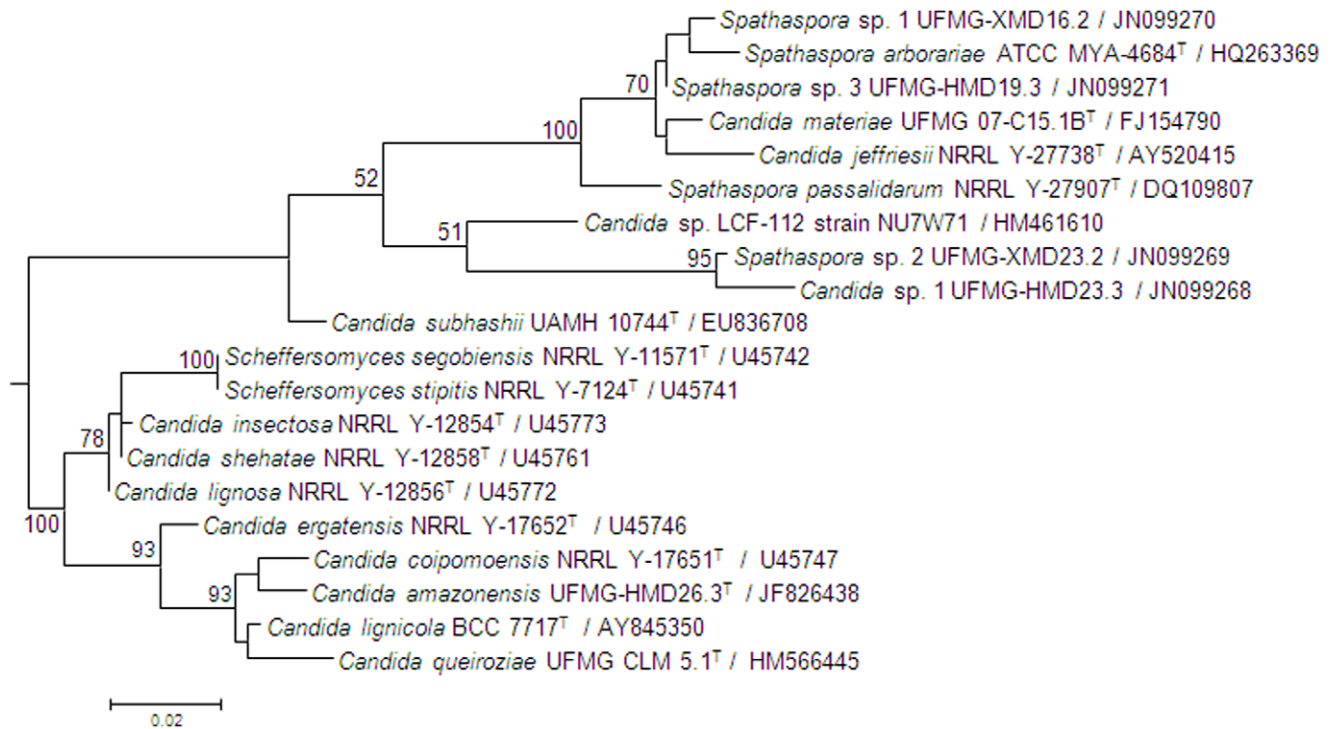 Spathaspora sp. 1 UFMG-XMD16.2 / JN099270
Spathaspora arborariae ATCC MYA-4684ᵀ / HQ263369
70
Spathaspora sp. 3 UFMG-HMD19.3 / JN099271
Candida materiae UFMG 07-C15.1Bᵀ / FJ154790
100
Candida jeffriesii NRRL Y-27738ᵀ / AY520415
52
Spathaspora passalidarum NRRL Y-27907ᵀ / DQ109807
Candida sp. LCF-112 strain NU7W71 / HM461610
51
95
Spathaspora sp. 2 UFMG-XMD23.2 / JN099269
Candida sp. 1 UFMG-HMD23.3 / JN099268
Candida subhashii UAMH 10744ᵀ / EU836708
100
Scheffersomyces segobiensis NRRL Y-11571ᵀ / U45742
Scheffersomyces stipitis NRRL Y-7124ᵀ / U45741
Candida insectosa NRRL Y-12854ᵀ / U45773
78
Candida shehatae NRRL Y-12858ᵀ / U45761
Candida lignosa NRRL Y-12856ᵀ / U45772
100
Candida ergatensis NRRL Y-17652ᵀ / U45746
93
Candida coipomoensis NRRL Y-17651ᵀ / U45747
93
Candida amazonensis UFMG-HMD26.3ᵀ / JF826438
Candida lignicola BCC 7717ᵀ / AY845350
Candida queiroziae UFMG CLM 5.1ᵀ / HM566445
0.02